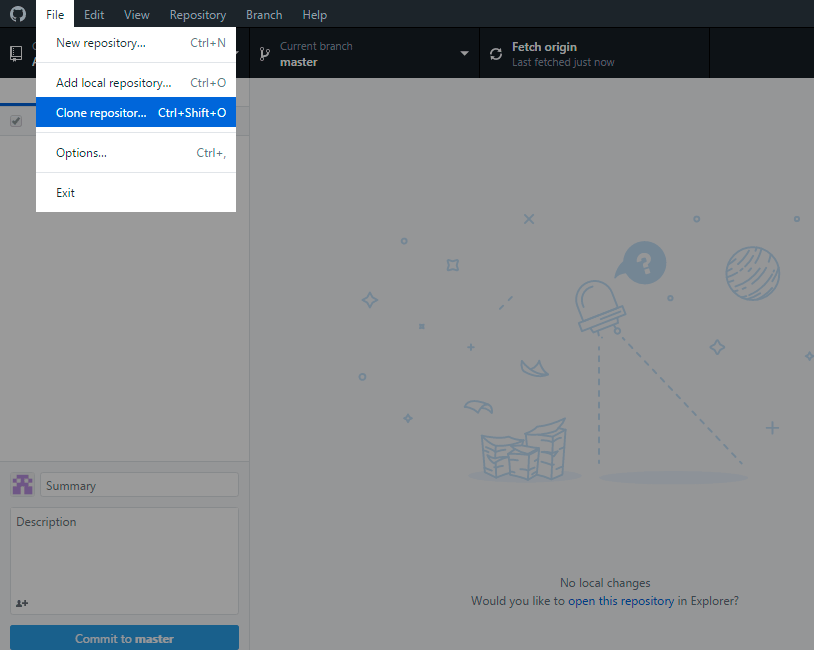 File Edit View Repository Branch Help
New repository... Ctrl+N
Add local repository... Ctrl+O
Clone repositor... Ctrl+Shift+O
Options... Ctrl+,
Exit
Current branch
master
Fetch origin
Last fetched just now
?
Summary
Description
Commit to master
No local changes
Would you like to open this repository in Explorer?